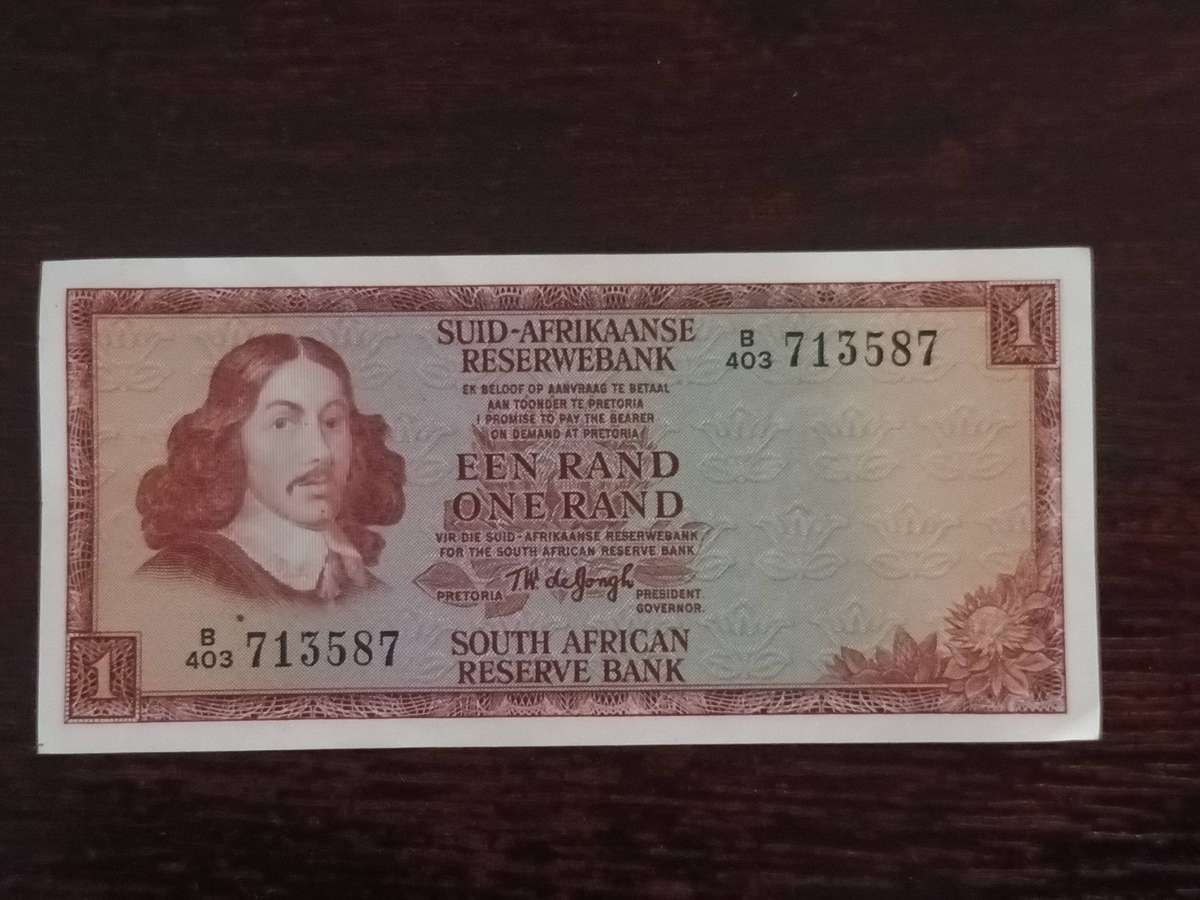 1
SUID-AFRIKAANSE
RESERWEBANK
B
403 713587
EK BELOOF OP AANVRAAG TE BETAAL
AAN TOONDER TE PRETORIA
I PROMISE TO PAY THE BEARER
ON DEMAND AT PRETORIA
EEN RAND
ONE RAND
VIR DIE SUID-AFRIKAANSE RESERWEBANK
FOR THE SOUTH AFRICAN RESERVE BANK
PRETORIA T.W. de Jongh PRESIDENT
GOVERNOR.
B
403 713587
SOUTH AFRICAN
RESERVE BANK
1